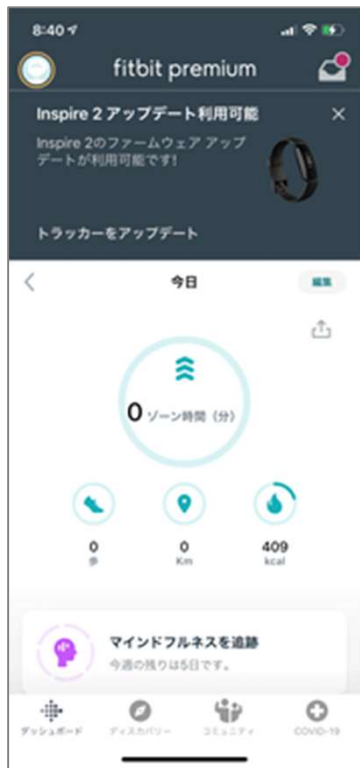 8:40
fitbit premium
Inspire 2 アップデート利用可能
Inspire 2のファームウェア アップ
デートが利用可能です!
トラッカーをアップデート
今日
編集
0 ゾーン時間（分）
0
0
409
歩
Km
kcal
マインドフルネスを追跡
今週の残りは5日です。
ダッシュボード
ディスカバリー
コミュニティ
COVID-19